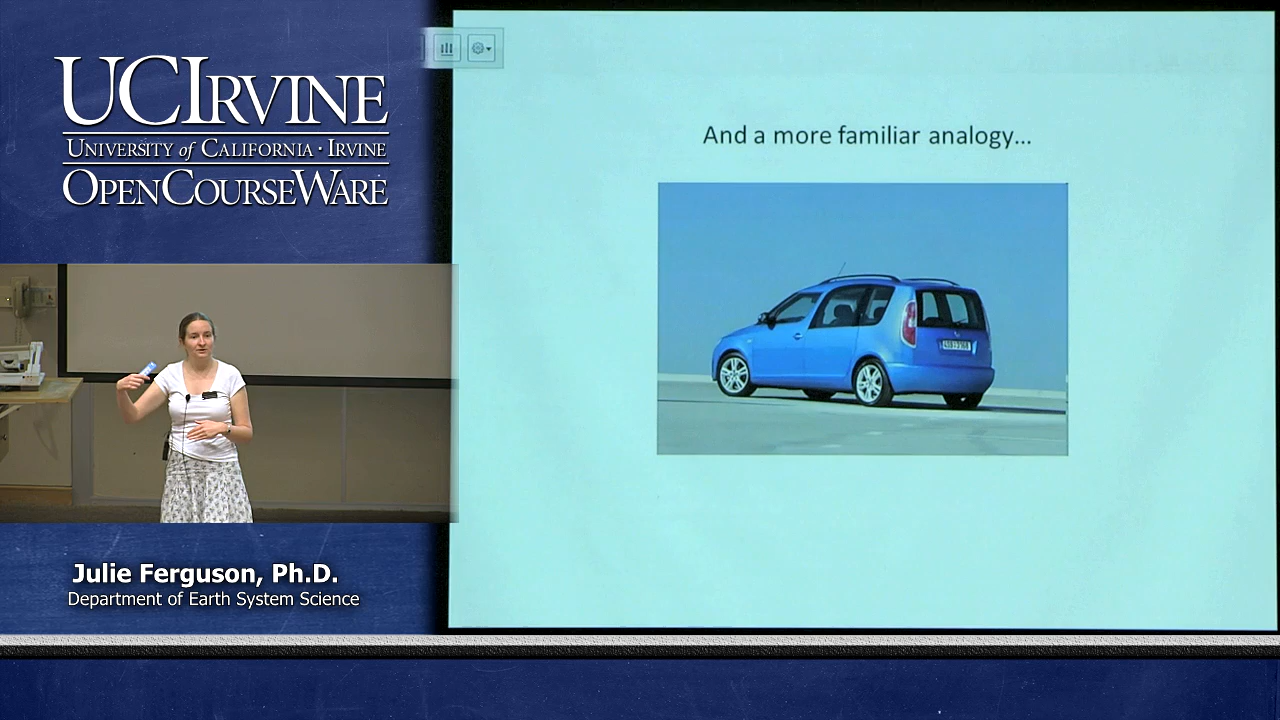 UCIRVINE
UNIVERSITY of CALIFORNIA · IRVINE
OPENCOURSEWARE
And a more familiar analogy...
Julie Ferguson, Ph.D.
Department of Earth System Science